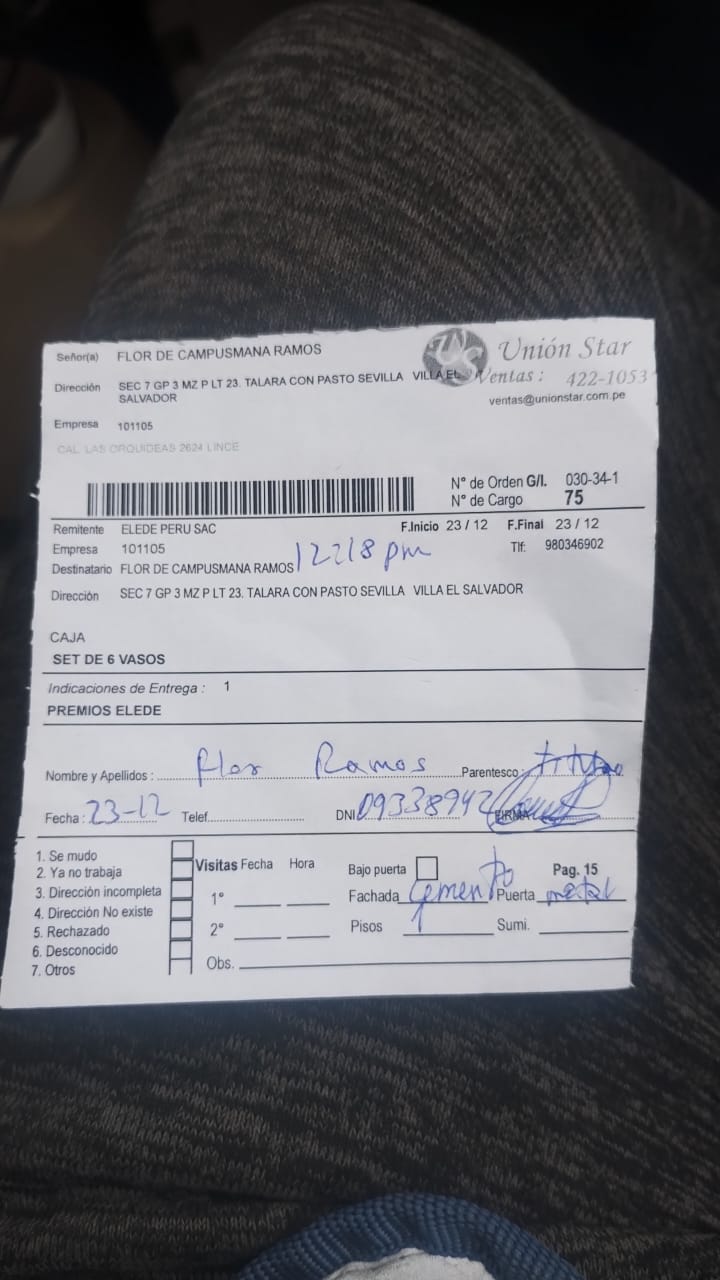 Señor(a) FLOR DE CAMPUSMANA RAMOS
Unión Star
Dirección SEC 7 GP 3 MZ P LT 23. TALARA CON PASTO SEVILLA VILLA EL SALVADOR
Ventas : 422-1053
ventas@unionstar.com.pe
Empresa 101105
CAL. LAS ORQUIDEAS 2624 LINCE
N° de Orden G/I. 030-34-1
N° de Cargo 75
Remitente ELEDE PERU SAC F.Inicio 23 / 12 F.Final 23 / 12
Empresa 101105 Tlf: 980346902
Destinatario FLOR DE CAMPUSMANA RAMOS 12:18 pm
Dirección SEC 7 GP 3 MZ P LT 23. TALARA CON PASTO SEVILLA VILLA EL SALVADOR
CAJA
SET DE 6 VASOS
Indicaciones de Entrega : 1
PREMIOS ELEDE
Nombre y Apellidos : Flor Ramos Parentesco : titular
Fecha : 23-12 Telef. DNI 09338942 FIRMA
1. Se mudo
2. Ya no trabaja
3. Dirección incompleta
4. Dirección No existe
5. Rechazado
6. Desconocido
7. Otros
Visitas Fecha Hora
1°
2°
Obs.
Bajo puerta Pag. 15
Fachada Cemento Puerta metal
Pisos 1 Sumi.